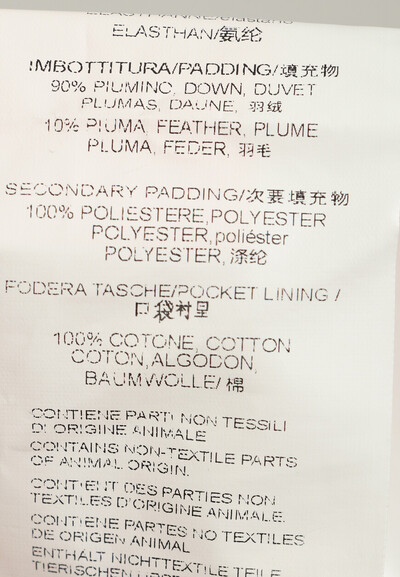 ELASTHAN/氨纶
IMBOTTITURA/PADDING/填充物
90% PIUMINO, DOWN, DUVET
PLUMAS, DAUNE, 羽绒
10% PIUMA, FEATHER, PLUME
PLUMA, FEDER, 羽毛
SECONDARY PADDING/次要填充物
100% POLIESTERE,POLYESTER
POLYESTER,poliéster
POLYESTER,涤纶
FODERA TASCHE/POCKET LINING /
口袋衬里
100% COTONE, COTTON
COTON,ALGODON,
BAUMWOLLE/ 棉
CONTIENE PARTI NON TESSILI
DI ORIGINE ANIMALE
CONTAINS NON-TEXTILE PARTS
OF ANIMAL ORIGIN.
CONTIENT DES PARTIES NON
TEXTILES D'ORIGINE ANIMALE.
CONTIENE PARTES NO TEXTILES
DE ORIGEN ANIMAL
ENTHÄLT NICHTTEXTILE TEILE
TIERISCHEN